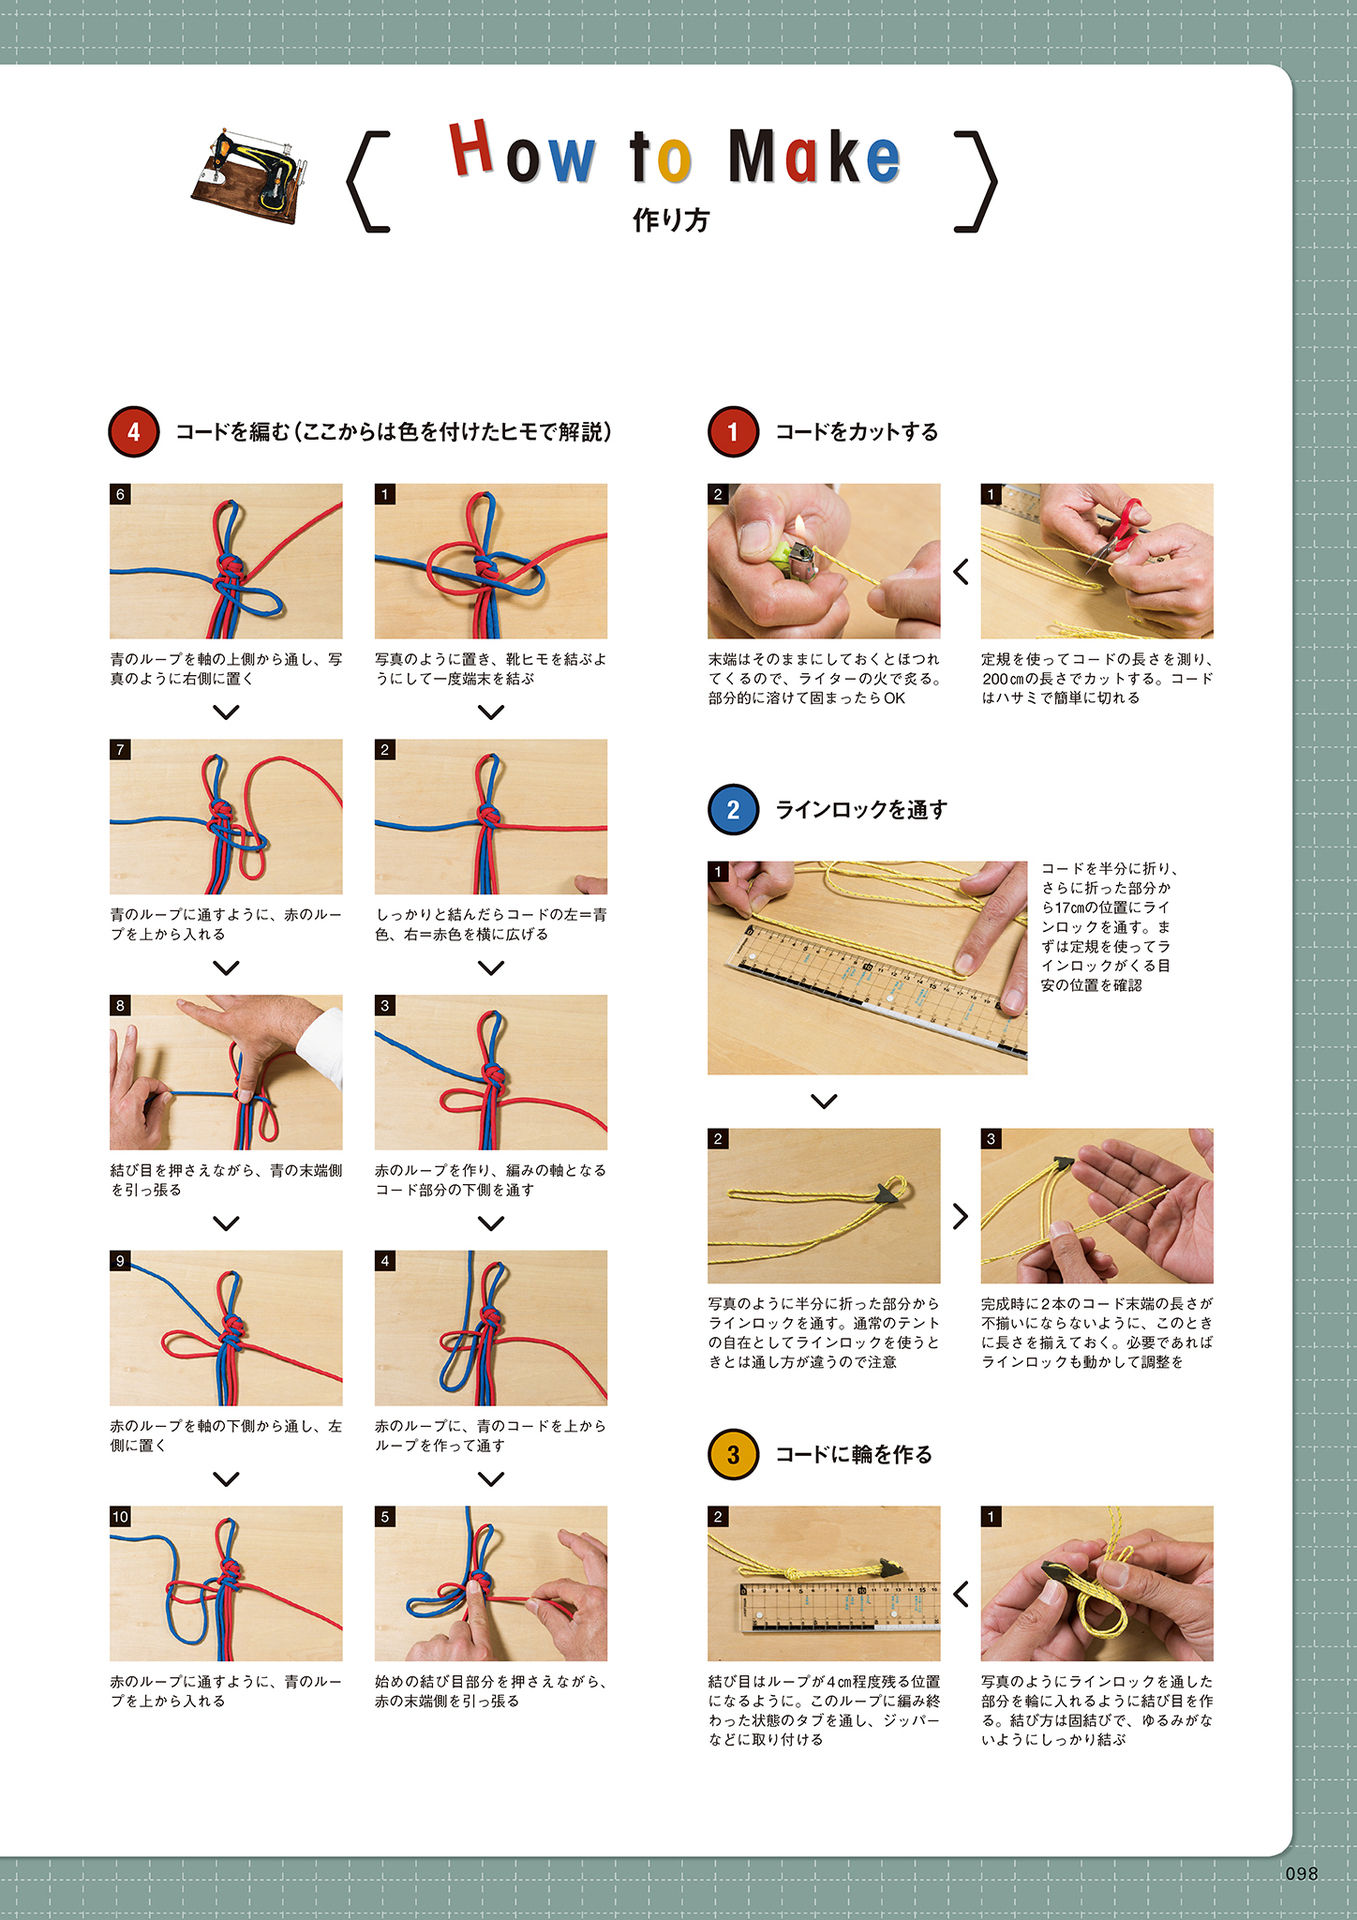 How to Make
作り方
1 コードをカットする
1
定規を使ってコードの長さを測り、
200㎝の長さでカットする。コード
はハサミで簡単に切れる
2
末端はそのままにしておくとほつれ
てくるので、ライターの火で炙る。
部分的に溶けて固まったらOK
2 ラインロックを通す
1
コードを半分に折り、
さらに折った部分か
ら17㎝の位置にライ
ンロックを通す。ま
ずは定規を使ってラ
インロックがくる目
安の位置を確認
2
写真のように半分に折った部分から
ラインロックを通す。通常のテント
の自在としてラインロックを使うと
きとは通し方が違うので注意
3
完成時に2本のコード末端の長さが
不揃いにならないように、このとき
に長さを揃えておく。必要であれば
ラインロックも動かして調整を
3 コードに輪を作る
1
写真のようにラインロックを通した
部分を輪に入れるように結び目を作
る。結び方は固結びで、ゆるみがな
いようにしっかり結ぶ
2
結び目はループが4㎝程度残る位置
になるように。このループに編み終
わった状態のタブを通し、ジッパー
などに取り付ける
4 コードを編む（ここからは色を付けたヒモで解説）
1
写真のように置き、靴ヒモを結ぶよ
うにして一度端末を結ぶ
2
しっかりと結んだらコードの左＝青
色、右＝赤色を横に広げる
3
赤のループを作り、編みの軸となる
コード部分の下側を通す
4
赤のループに、青のコードを上から
ループを作って通す
5
始めの結び目部分を押さえながら、
赤の末端側を引っ張る
6
青のループを軸の上側から通し、写
真のように右側に置く
7
青のループに通すように、赤のルー
プを上から入れる
8
結び目を押さえながら、青の末端側
を引っ張る
9
赤のループを軸の下側から通し、左
側に置く
10
赤のループに通すように、青のルー
プを上から入れる
098